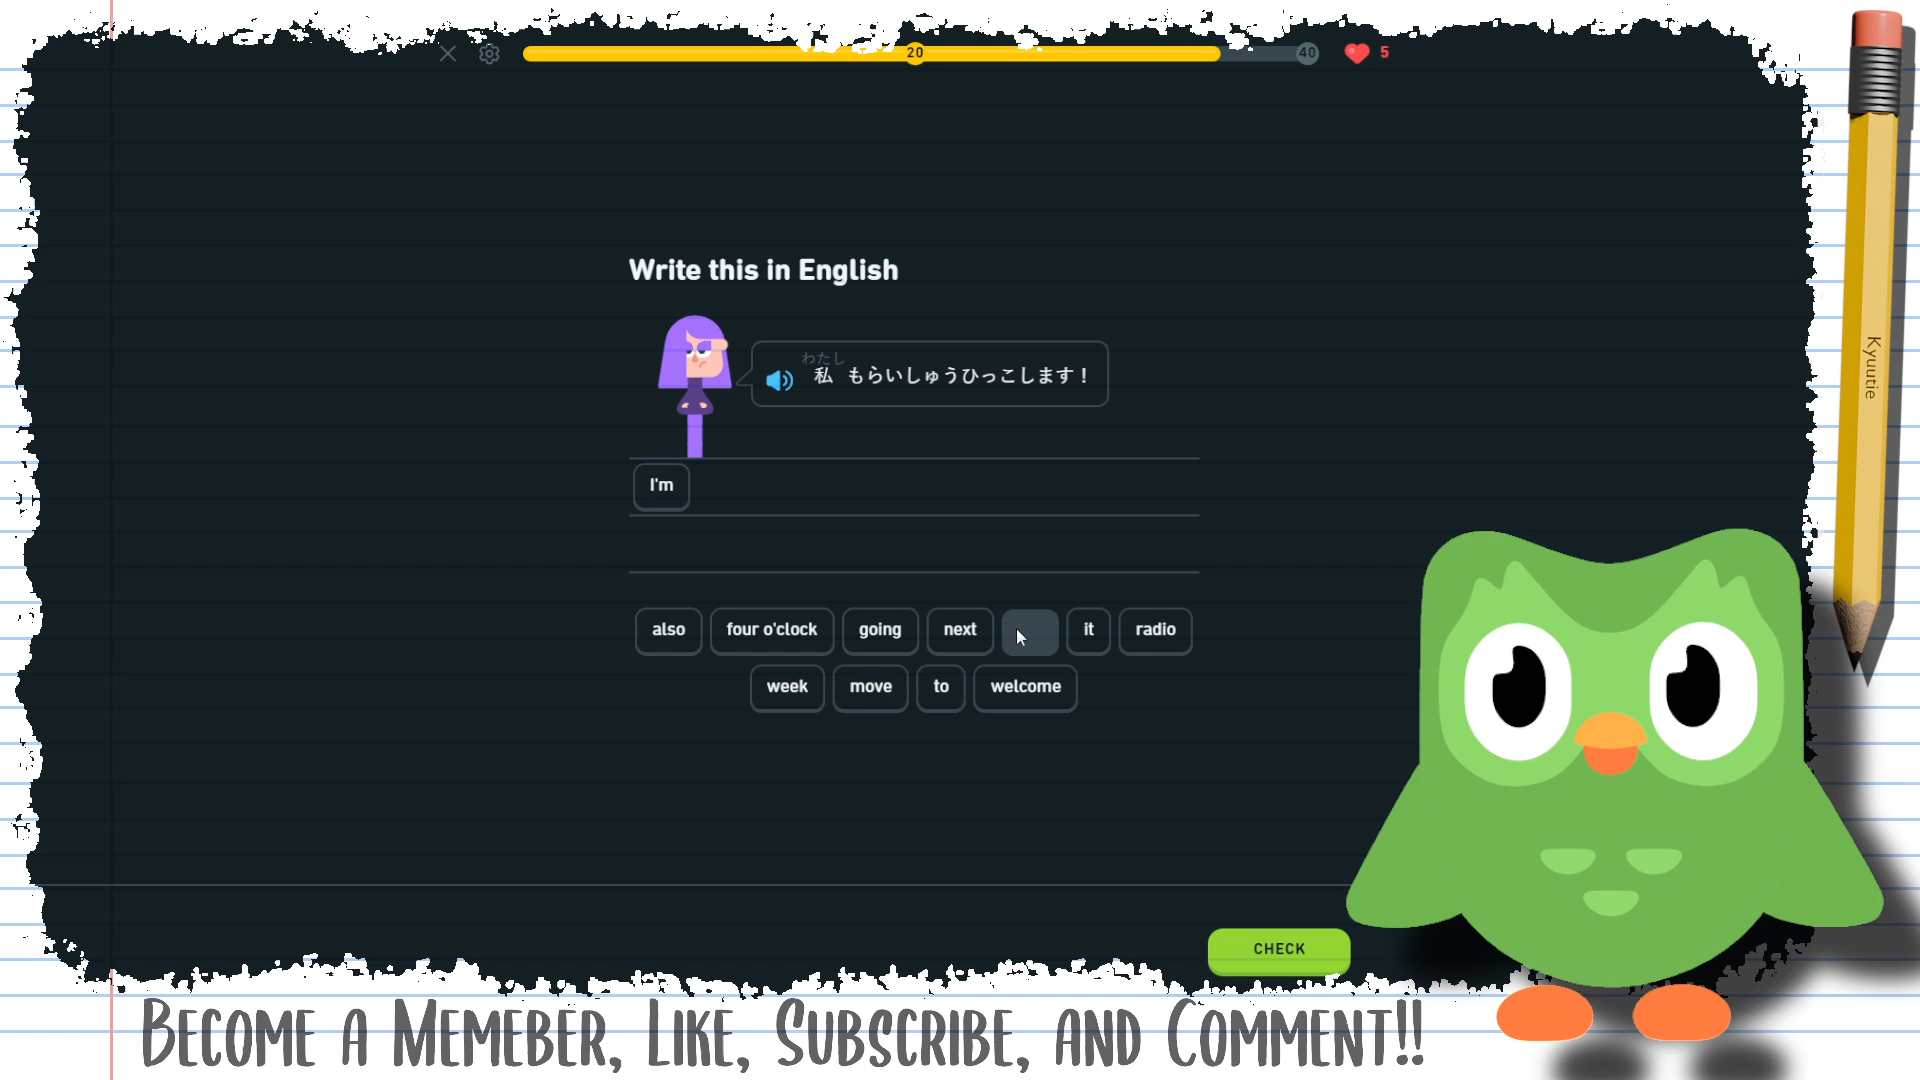 20
40
5
Write this in English
わたし
私 もらいしゅうひっこします！
I'm
also four o'clock going next it radio
week move to welcome
CHECK
Kyuutie
BECOME A MEMEBER, LIKE, SUBSCRIBE, AND COMMENT!!